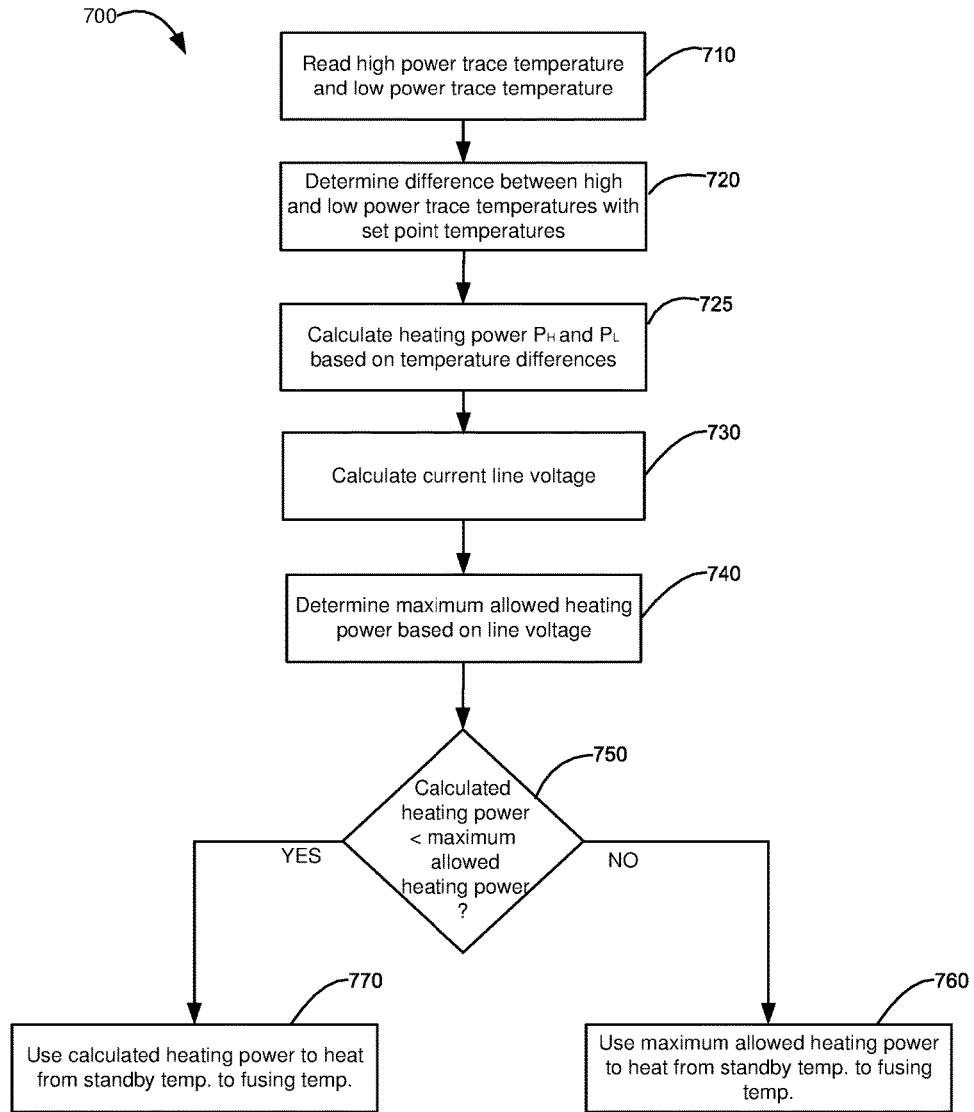 700
Read high power trace temperature
and low power trace temperature
710
Determine difference between high
and low power trace temperatures with
set point temperatures
720
Calculate heating power PH and PL
based on temperature differences
725
Calculate current line voltage
730
Determine maximum allowed heating
power based on line voltage
740
Calculated
heating power
< maximum
allowed
heating power
?
750
YES
NO
Use calculated heating power to heat
from standby temp. to fusing temp.
770
Use maximum allowed heating power
to heat from standby temp. to fusing
temp.
760